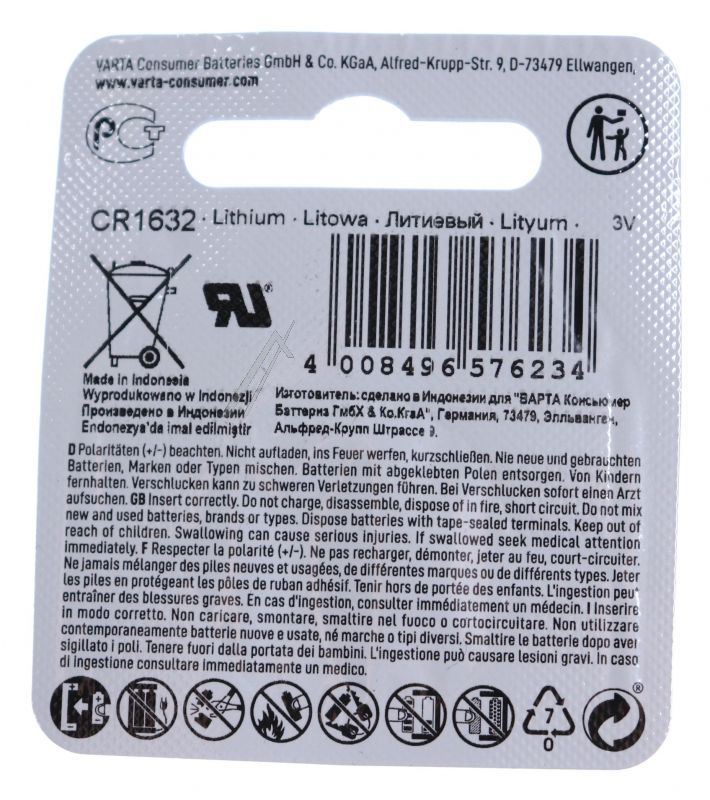 VARTA Consumer Batteries GmbH & Co. KGaA, Alfred-Krupp-Str. 9, D-73479 Ellwangen,
www.varta-consumer.com
CR1632 · Lithium · Litowa · Литиевый · Lityum · 3V
4 008496 576234
Made in Indonesia
Wyprodukowano w Indonezji
Произведено в Индонезии
Endonezya'da imal edilmiştir
Изготовитель:сделано в Индонезии для "ВАРТА Консьюмер
Баттериз ГмбХ & Ко.КгаА", Германия, 73479, Элльванген,
Альфред-Крупп Штрассе 9.
D Polaritäten (+/-) beachten. Nicht aufladen, ins Feuer werfen, kurzschließen. Nie neue und gebrauchten
Batterien, Marken oder Typen mischen. Batterien mit abgeklebten Polen entsorgen. Von Kindern
fernhalten. Verschlucken kann zu schweren Verletzungen führen. Bei Verschlucken sofort einen Arzt
aufsuchen. GB Insert correctly. Do not charge, disassemble, dispose of in fire, short circuit. Do not mix
new and used batteries, brands or types. Dispose batteries with tape-sealed terminals. Keep out of
reach of children. Swallowing can cause serious injuries. If swallowed seek medical attention
immediately. F Respecter la polarité (+/-). Ne pas recharger, démonter, jeter au feu, court-circuiter.
Ne jamais mélanger des piles neuves et usagées, de différentes marques ou de différents types. Jeter
les piles en protégeant les pôles de ruban adhésif. Tenir hors de portée des enfants. L'ingestion peut
entraîner des blessures graves. En cas d'ingestion, consulter immédiatement un médecin. I Inserire
in modo corretto. Non caricare, smontare, smaltire nel fuoco o cortocircuitare. Non utilizzare
contemporaneamente batterie nuove e usate, né marche o tipi diversi. Smaltire le batterie dopo aver
sigillato i poli. Tenere fuori dalla portata dei bambini. L'ingestione può causare lesioni gravi. In caso
di ingestione consultare immediatamente un medico.
7
0
®